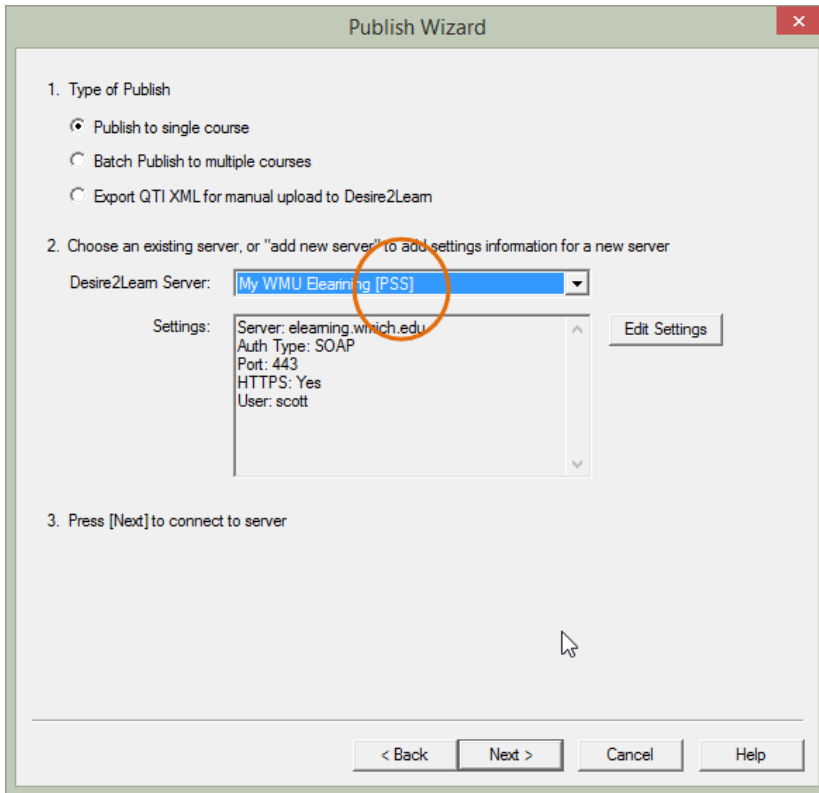 Publish Wizard
1. Type of Publish
Publish to single course
Batch Publish to multiple courses
Export QTI XML for manual upload to Desire2Learn
2. Choose an existing server, or "add new server" to add settings information for a new server
Desire2Learn Server: My WMU Elearining [PSS]
Settings: Server: elearning.wmich.edu Edit Settings
Auth Type: SOAP
Port: 443
HTTPS: Yes
User: scott
3. Press [Next] to connect to server
< Back Next > Cancel Help